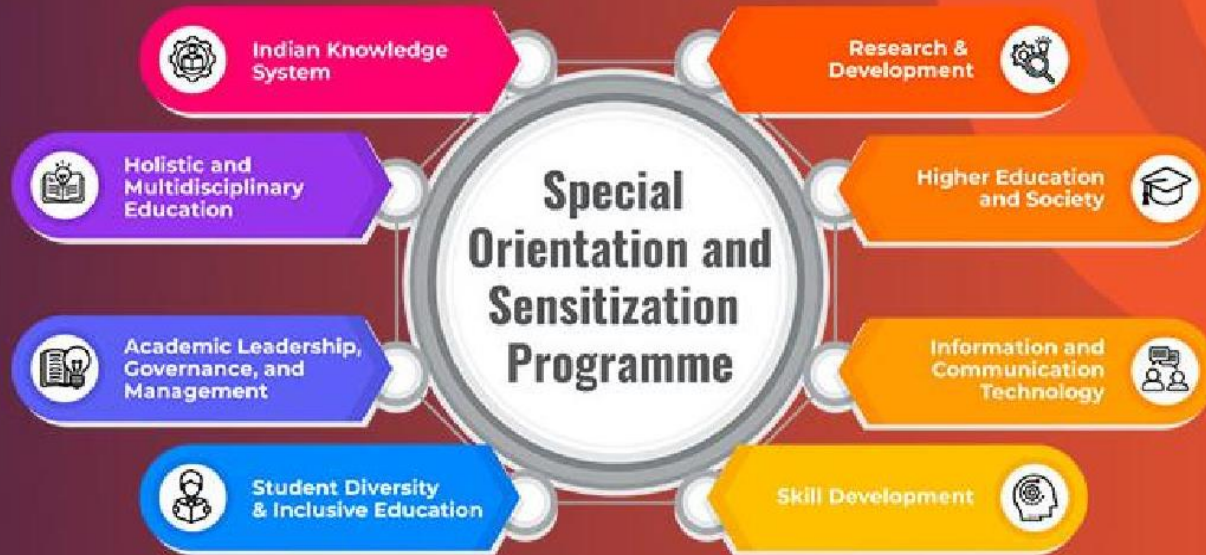 Indian Knowledge
System
Holistic and
Multidisciplinary
Education
Academic Leadership,
Governance, and
Management
Student Diversity
& Inclusive Education
Special
Orientation and
Sensitization
Programme
Research &
Development
Higher Education
and Society
Information and
Communication
Technology
Skill Development